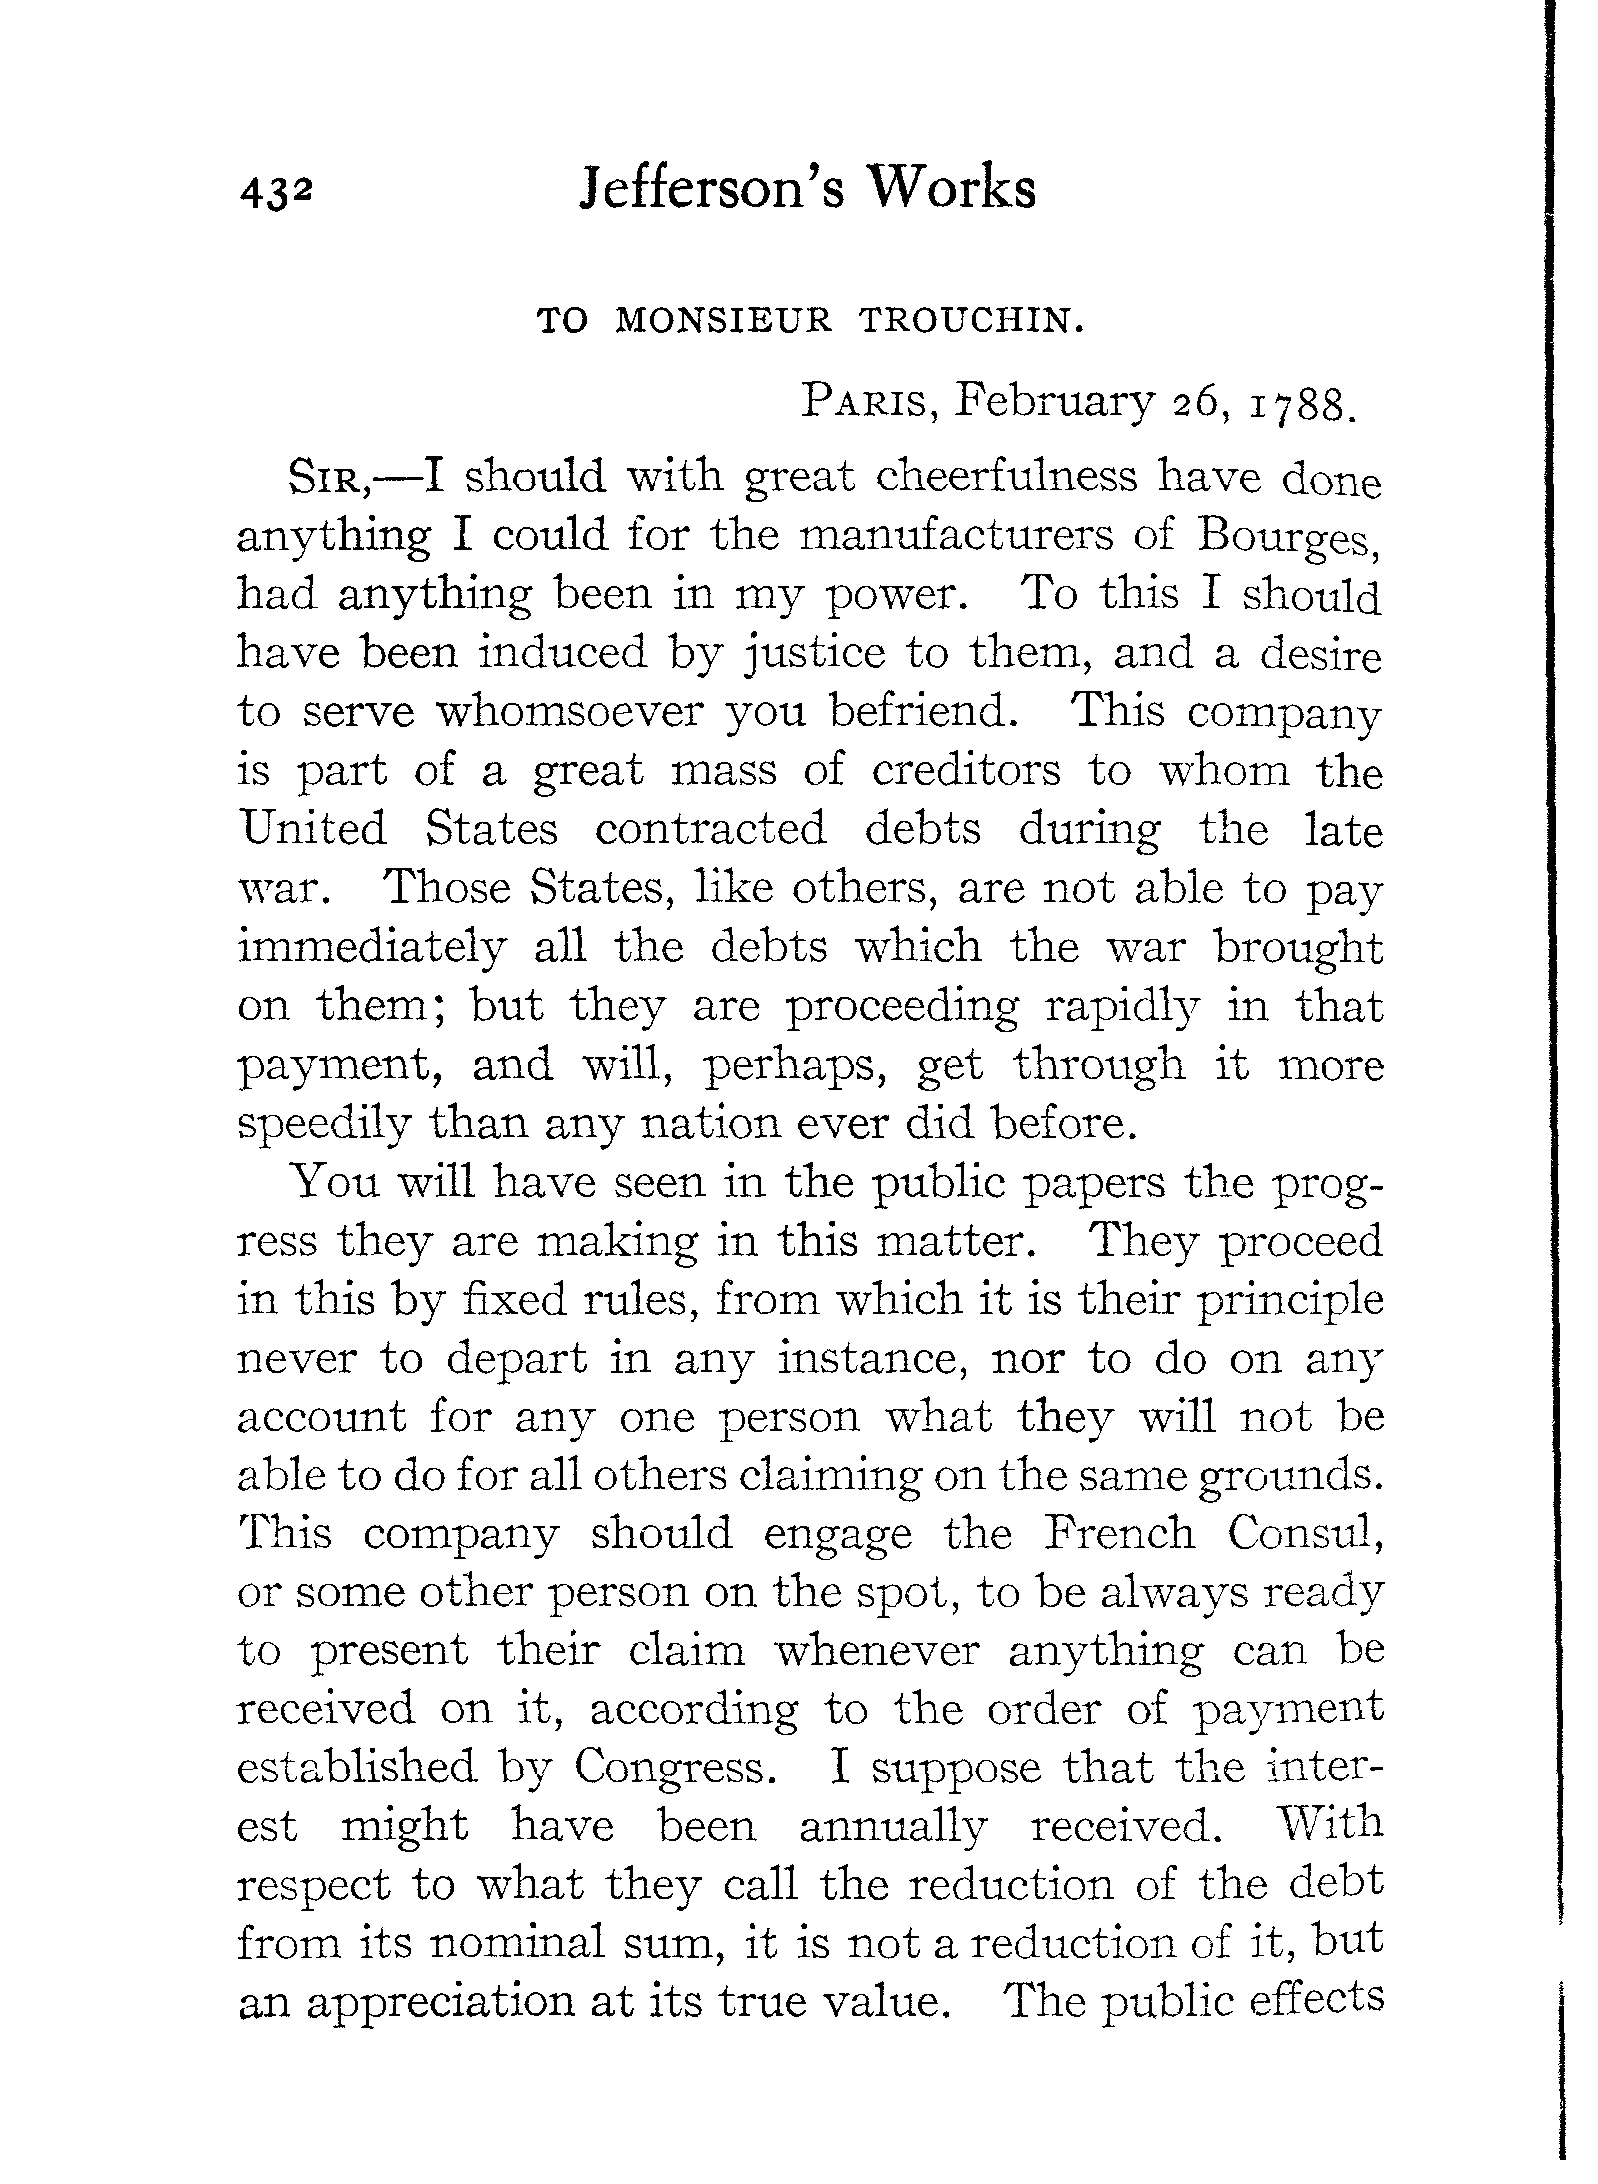 432 Jefferson's Works
TO MONSIEUR TROUCHIN.
PARIS, February 26, 1788.
SIR,—I should with great cheerfulness have done
anything I could for the manufacturers of Bourges,
had anything been in my power. To this I should
have been induced by justice to them, and a desire
to serve whomsoever you befriend. This company
is part of a great mass of creditors to whom the
United States contracted debts during the late
war. Those States, like others, are not able to pay
immediately all the debts which the war brought
on them; but they are proceeding rapidly in that
payment, and will, perhaps, get through it more
speedily than any nation ever did before.
You will have seen in the public papers the prog-
ress they are making in this matter. They proceed
in this by fixed rules, from which it is their principle
never to depart in any instance, nor to do on any
account for any one person what they will not be
able to do for all others claiming on the same grounds.
This company should engage the French Consul,
or some other person on the spot, to be always ready
to present their claim whenever anything can be
received on it, according to the order of payment
established by Congress. I suppose that the inter-
est might have been annually received. With
respect to what they call the reduction of the debt
from its nominal sum, it is not a reduction of it, but
an appreciation at its true value. The public effects